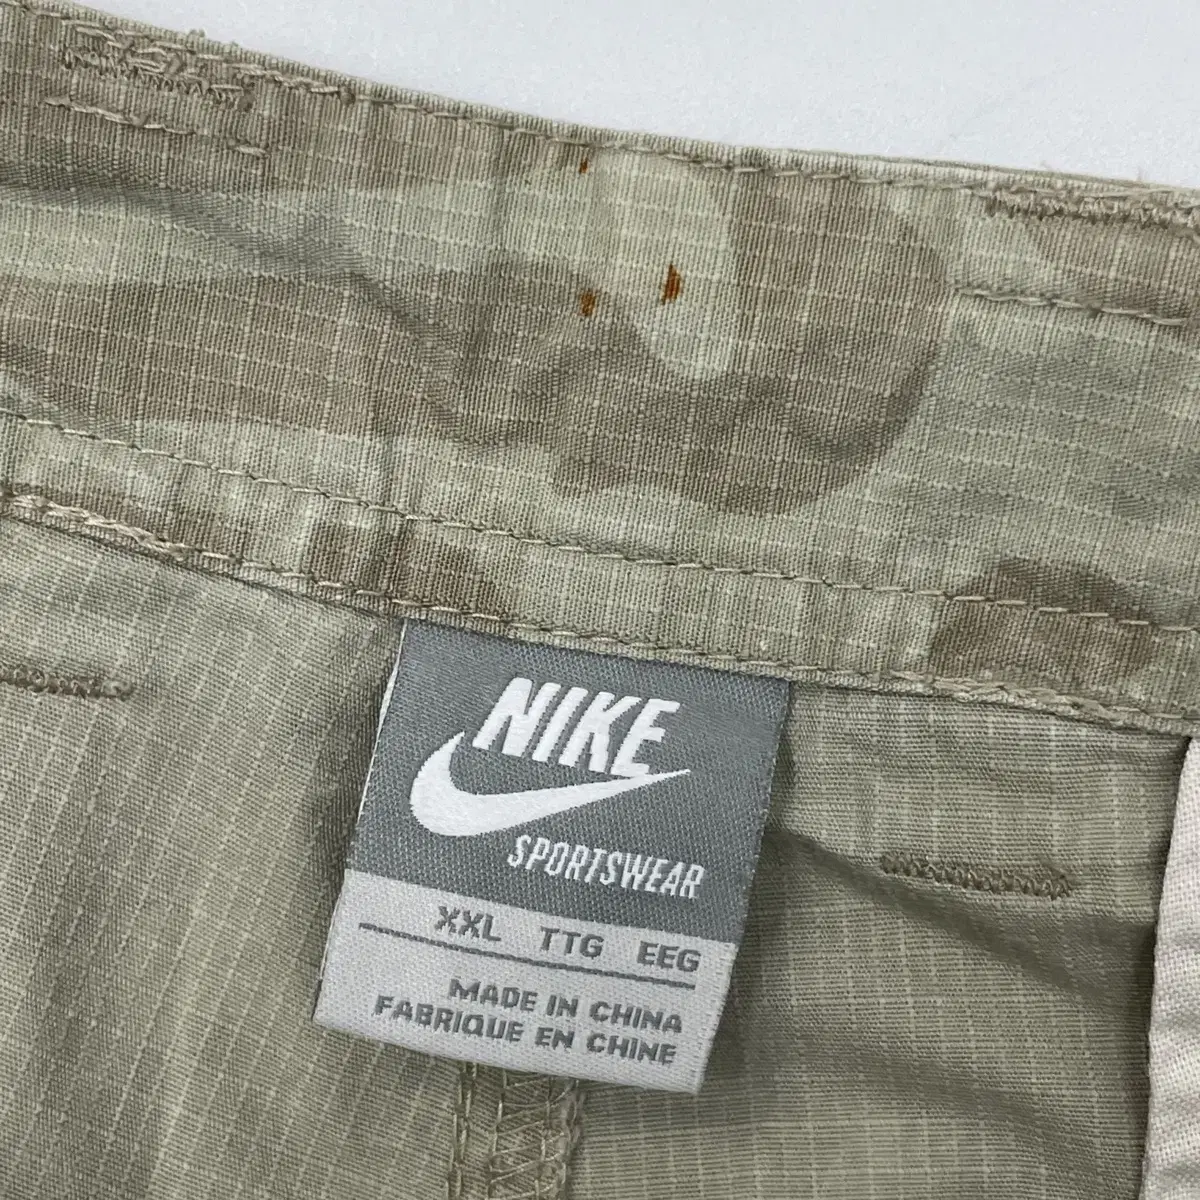 NIKE
SPORTSWEAR
XXL TTG EEG
MADE IN CHINA
FABRIQUE EN CHINE